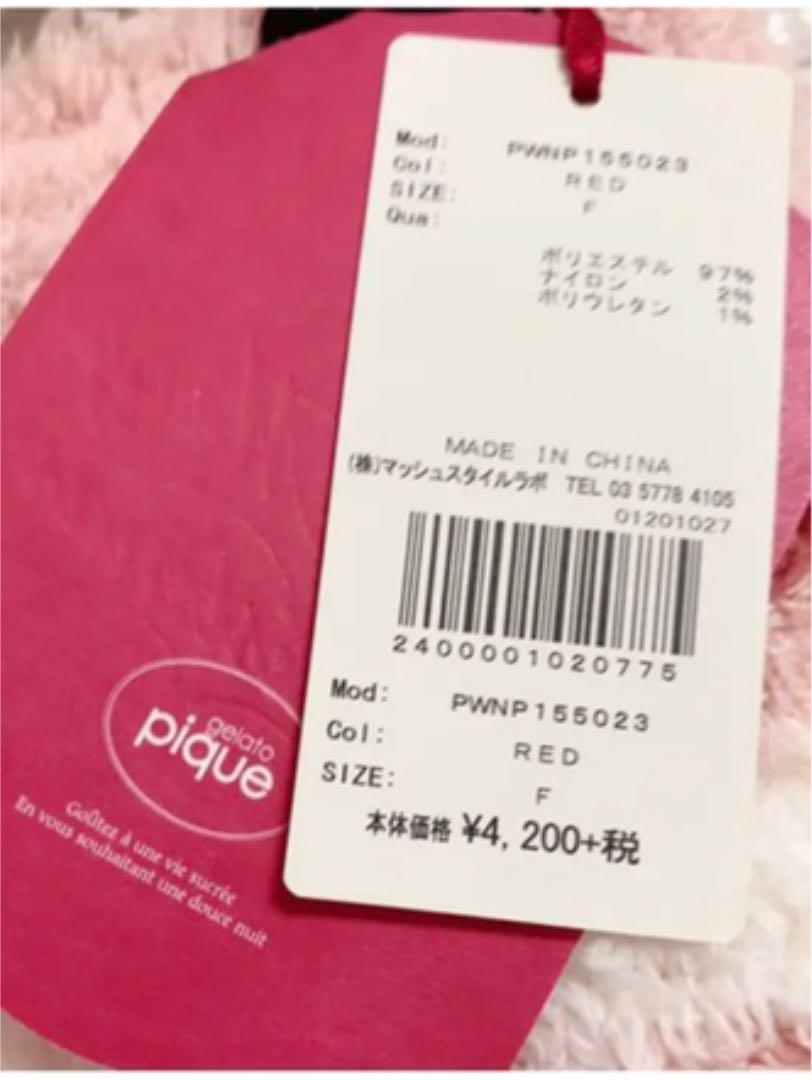 Mod: PWNP155023
Col: RED
SIZE: F
Qua:
ポリエステル 97%
ナイロン 2%
ポリウレタン 1%
MADE IN CHINA
(株)マッシュスタイルラボ TEL 03 5778 4105
01201027
2400001020775
Mod: PWNP155023
Col: RED
SIZE: F
本体価格 ¥4,200+税
gelato
pique
Goûtez à une vie sucrée
En vous souhaitant une douce nuit